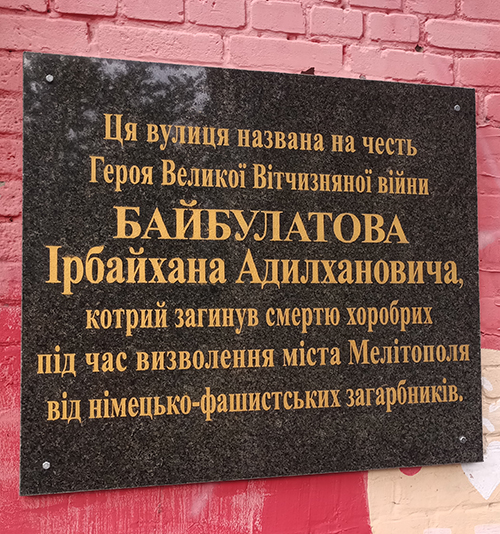 Ця вулиця названа на честь
Героя Великої Вітчизняної війни
БАЙБУЛАТОВА
Ірбайхана Адилхановича,
котрий загинув смертю хоробрих
під час визволення міста Мелітополя
від німецько-фашистських загарбників.